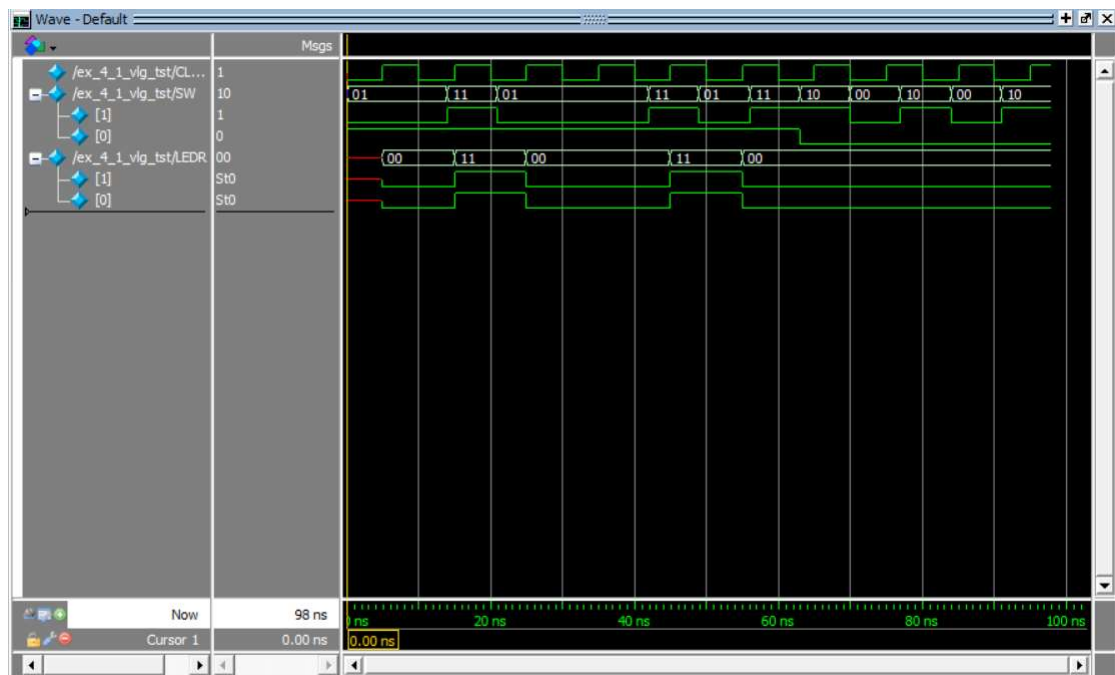 Wave - Default
Msgs
/ex_4_1_vlg_tst/CL... 1
/ex_4_1_vlg_tst/SW 10 01 11 01 11 01 11 10 00 10 00 10
[1] 1
[0] 0
/ex_4_1_vlg_tst/LEDR 00 00 11 00 11 00
[1] St0
[0] St0
Now 98 ns ns 20 ns 40 ns 60 ns 80 ns 100 ns
Cursor 1 0.00 ns 0.00 ns